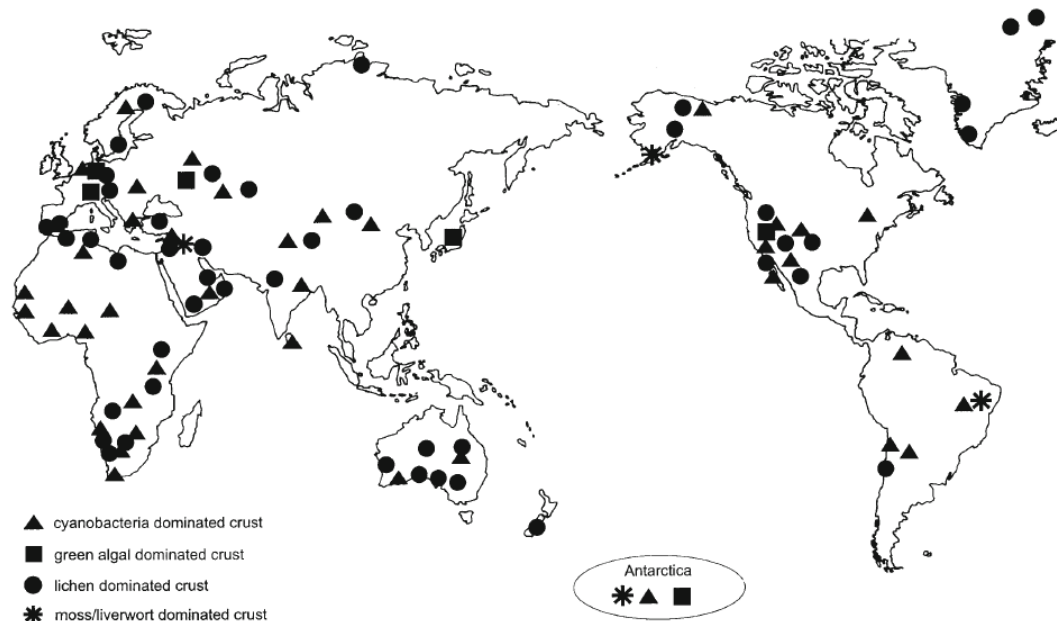 cyanobacteria dominated crust
green algal dominated crust
lichen dominated crust
moss/liverwort dominated crust
Antarctica